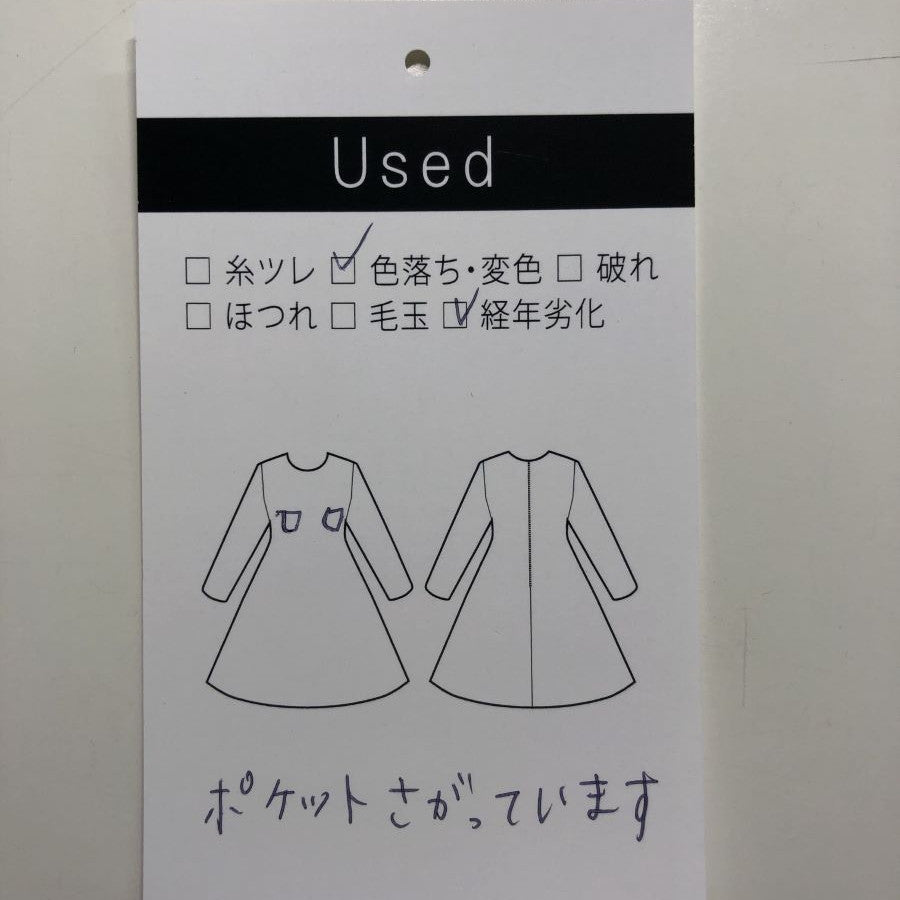 Used
□ 糸ツレ ☑ 色落ち・変色 □ 破れ
□ ほつれ □ 毛玉 ☑ 経年劣化
ポケットさがっています